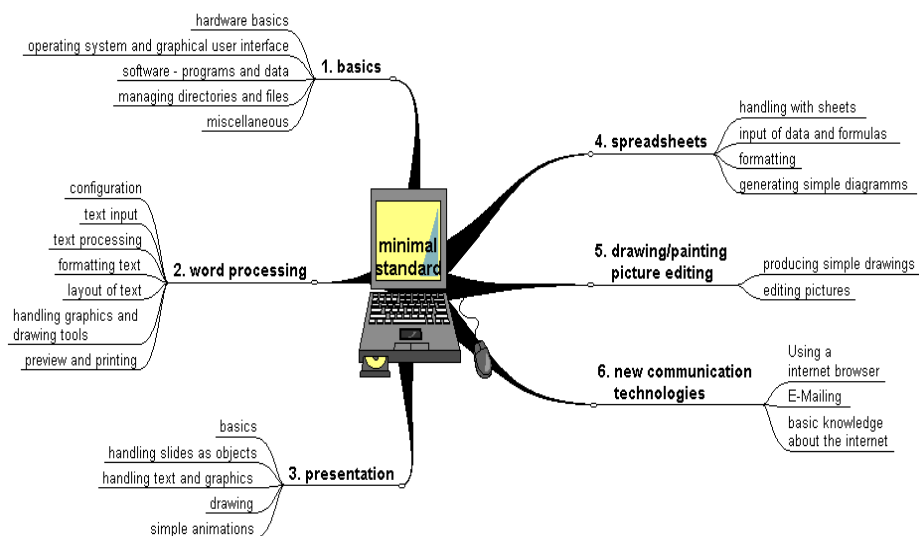 minimal
standard
1. basics
hardware basics
operating system and graphical user interface
software - programs and data
managing directories and files
miscellaneous
2. word processing
configuration
text input
text processing
formatting text
layout of text
handling graphics and
drawing tools
preview and printing
3. presentation
basics
handling slides as objects
handling text and graphics
drawing
simple animations
4. spreadsheets
handling with sheets
input of data and formulas
formatting
generating simple diagramms
5. drawing/painting
picture editing
producing simple drawings
editing pictures
6. new communication
technologies
Using a
internet browser
E-Mailing
basic knowledge
about the internet